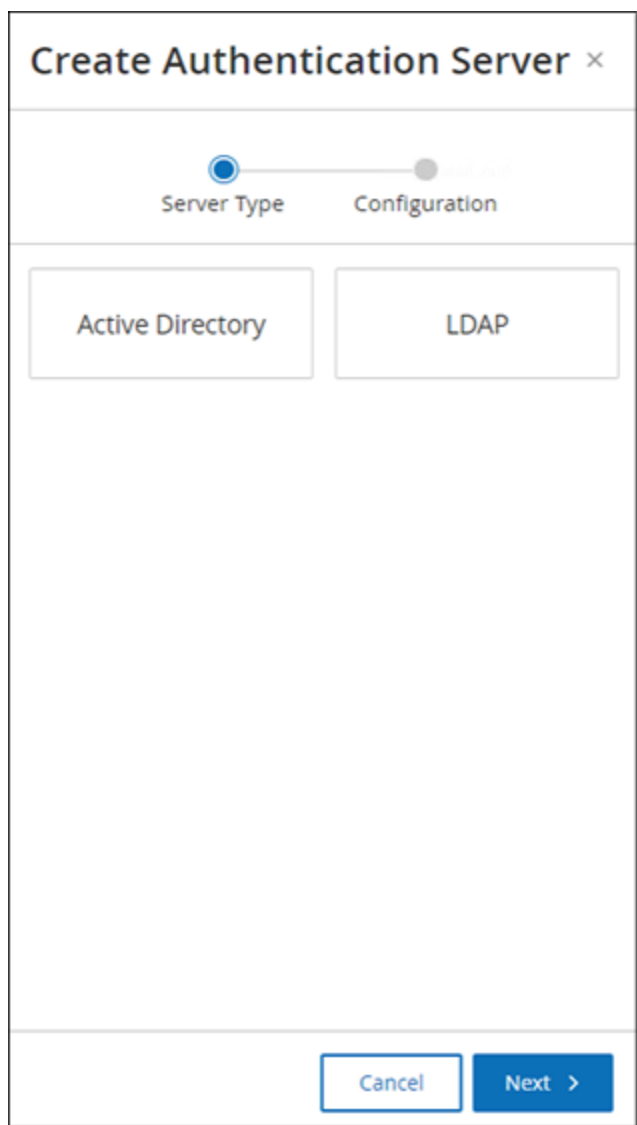 Create Authentication Server ×
Server Type Configuration
Active Directory LDAP
Cancel Next >